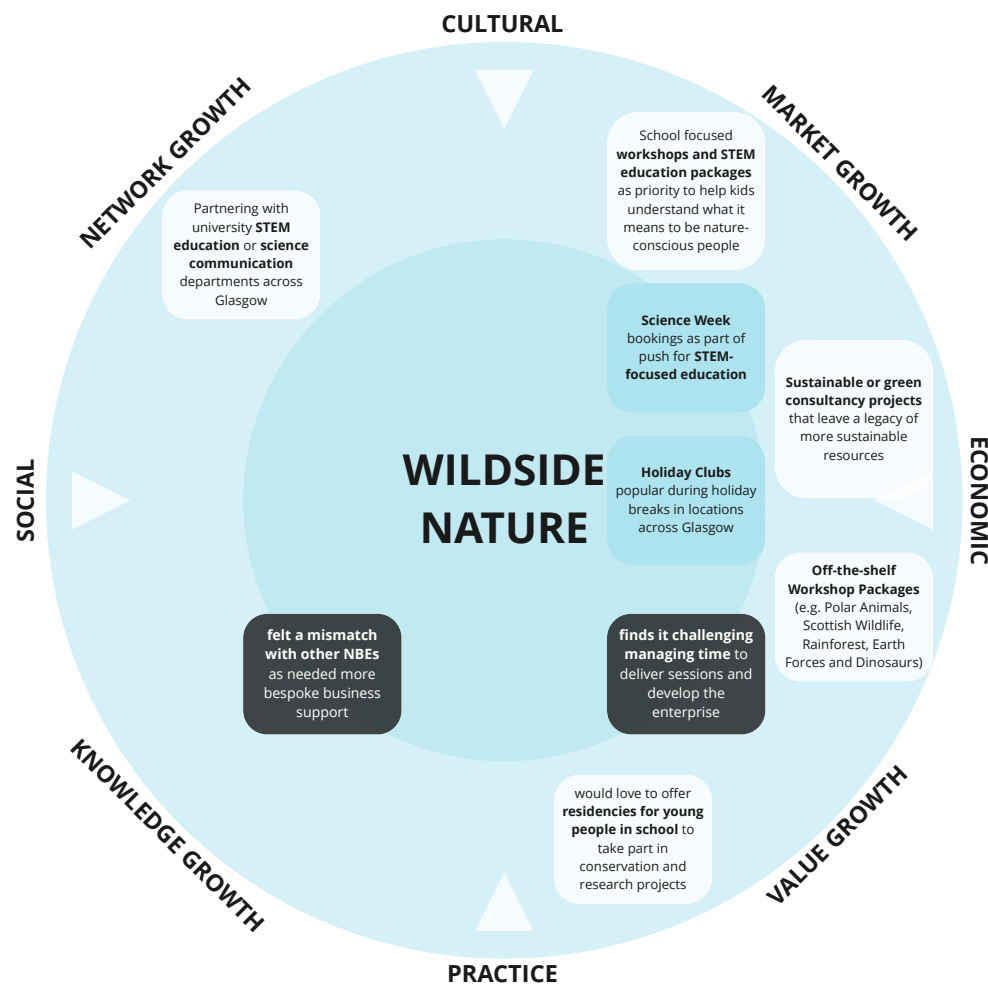 CULTURAL
NETWORK GROWTH
MARKET GROWTH
School focused
workshops and STEM
education packages
as priority to help kids
understand what it
means to be nature-
conscious people
Partnering with
university STEM
education or science
communication
departments across
Glasgow
Science Week
bookings as part of
push for STEM-
focused education
Sustainable or green
consultancy projects
that leave a legacy of
more sustainable
resources
SOCIAL
WILDSIDE
NATURE
Holiday Clubs
popular during holiday
breaks in locations
across Glasgow
ECONOMIC
Off-the-shelf
Workshop Packages
(e.g. Polar Animals,
Scottish Wildlife,
Rainforest, Earth
Forces and Dinosaurs)
felt a mismatch
with other NBEs
as needed more
bespoke business
support
finds it challenging
managing time to
deliver sessions and
develop the
enterprise
would love to offer
residencies for young
people in school to
take part in
conservation and
research projects
KNOWLEDGE GROWTH
VALUE GROWTH
PRACTICE